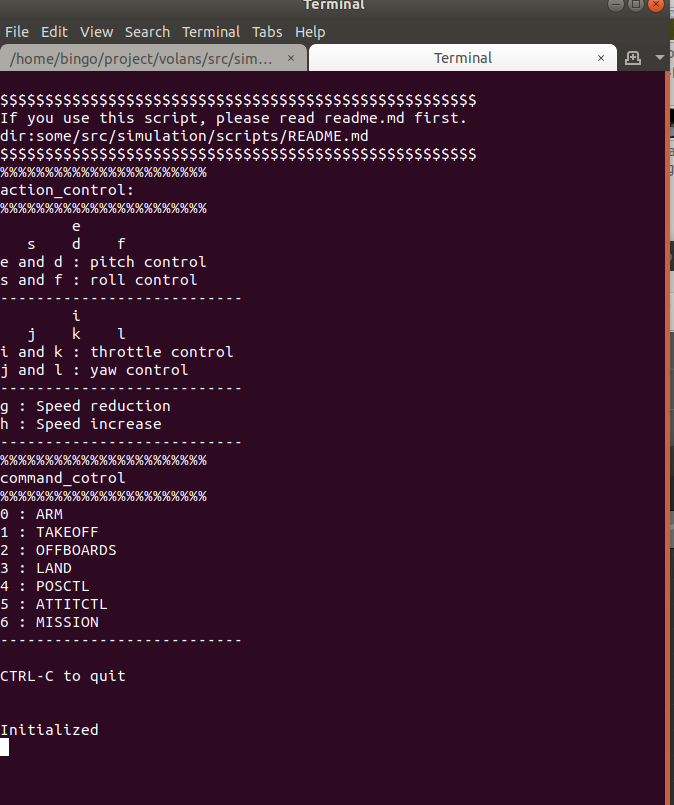 Terminal
File Edit View Search Terminal Tabs Help
/home/bingo/project/volans/src/sim... × Terminal ×
$$$$$$$$$$$$$$$$$$$$$$$$$$$$$$$$$$$$$$$$$$$$$$$$$$$$$
If you use this script, please read readme.md first.
dir:some/src/simulation/scripts/README.md
$$$$$$$$$$$$$$$$$$$$$$$$$$$$$$$$$$$$$$$$$$$$$$$$$$$$$
%%%%%%%%%%%%%%%%%%%%%%%
action_control:
%%%%%%%%%%%%%%%%%%%%%%%
        e
   s    d    f
e and d : pitch control
s and f : roll control
---------------------------
        i
   j    k    l
i and k : throttle control
j and l : yaw control
---------------------------
g : Speed reduction
h : Speed increase
---------------------------
%%%%%%%%%%%%%%%%%%%%%%%
command_cotrol
%%%%%%%%%%%%%%%%%%%%%%%
0 : ARM
1 : TAKEOFF
2 : OFFBOARDS
3 : LAND
4 : POSCTL
5 : ATTITCTL
6 : MISSION
---------------------------
CTRL-C to quit
Initialized